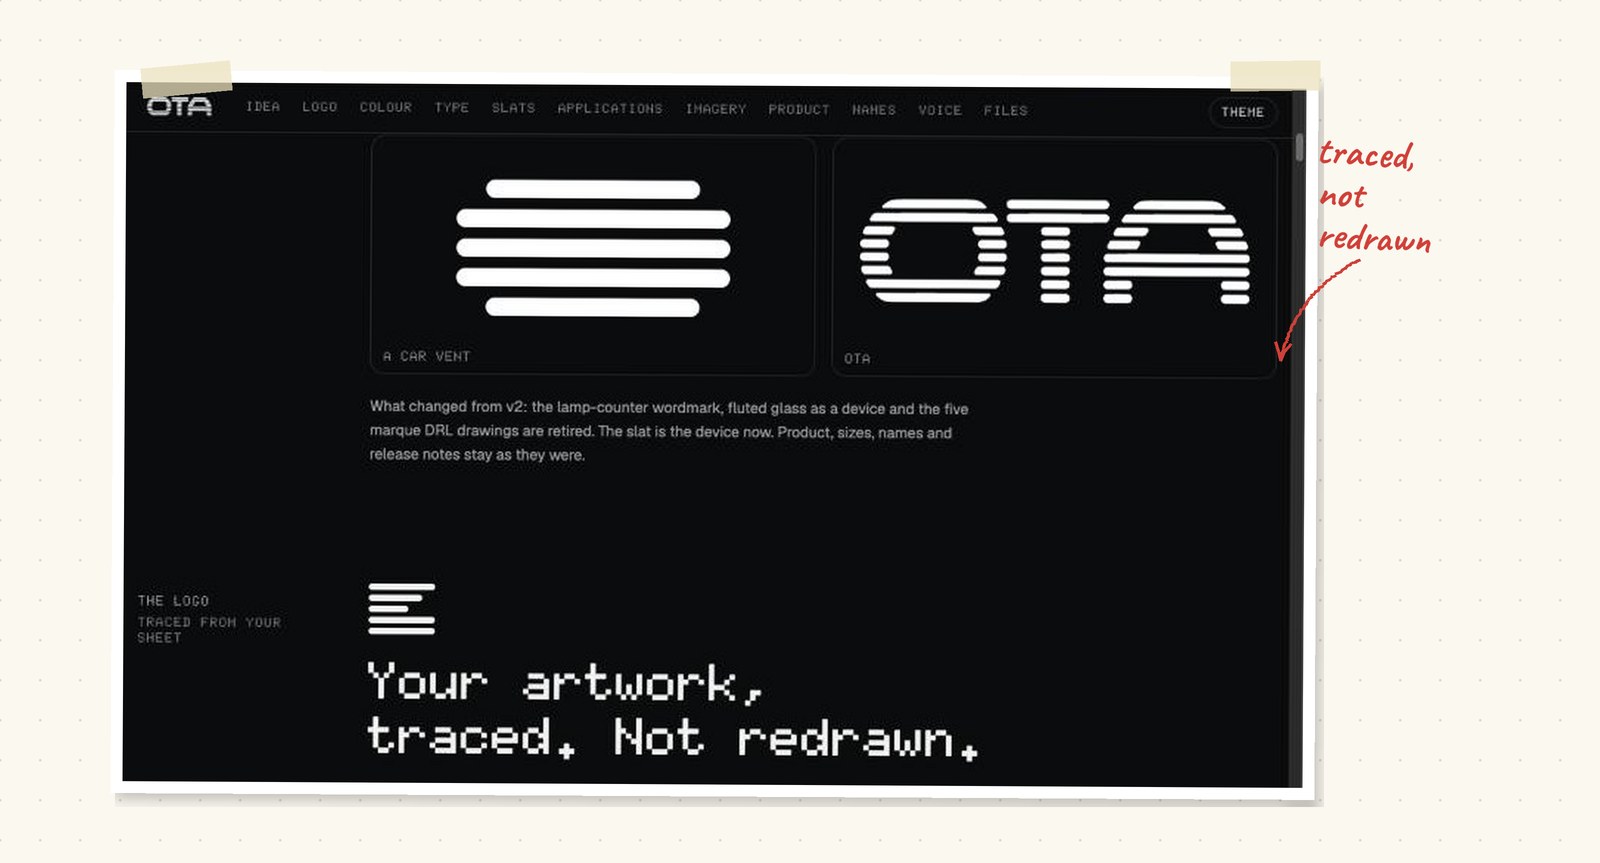 OTA IDEA LOGO COLOUR TYPE SLATS APPLICATIONS IMAGERY PRODUCT NAMES VOICE FILES THEME
OTA
A CAR VENT
OTA
traced,
not
redrawn
What changed from v2: the lamp-counter wordmark, fluted glass as a device and the five
marque DRL drawings are retired. The slat is the device now. Product, sizes, names and
release notes stay as they were.
THE LOGO
TRACED FROM YOUR
SHEET
Your artwork,
traced. Not redrawn.